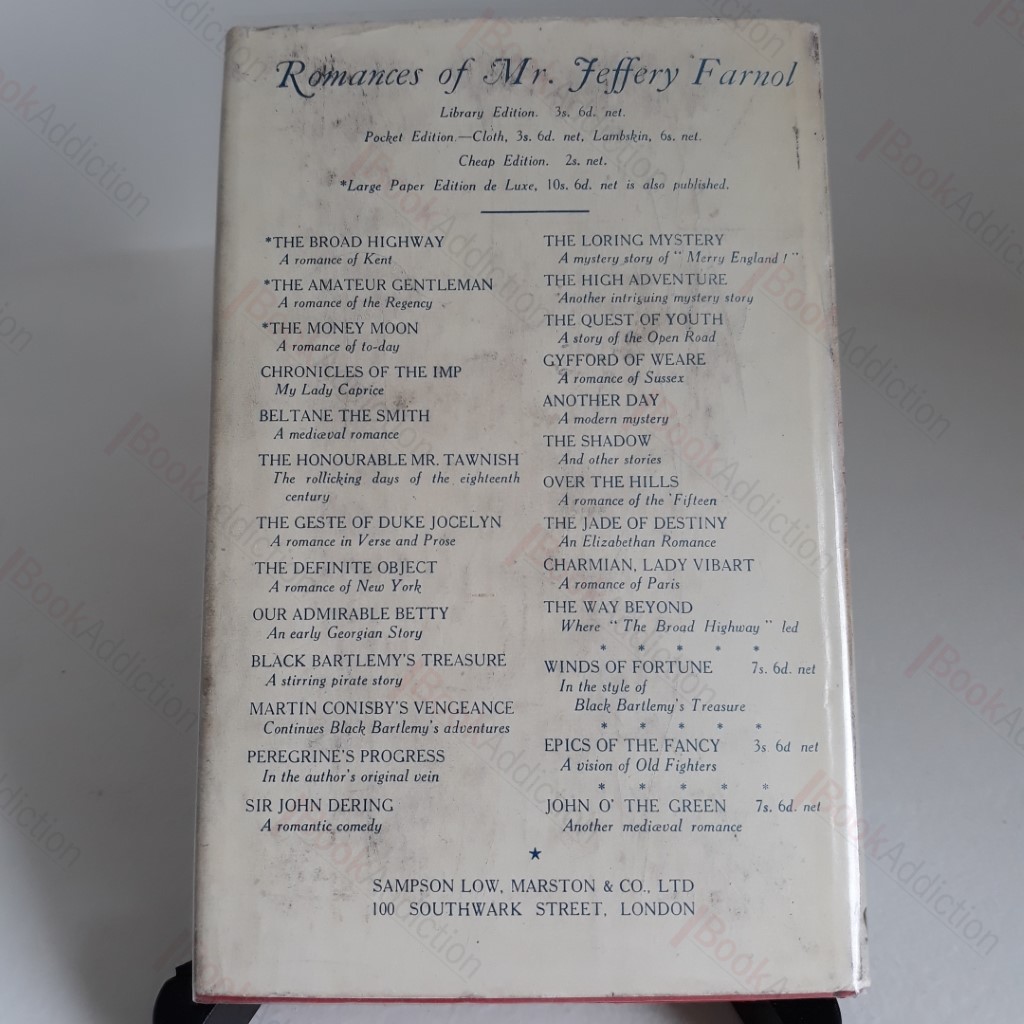 Romances of Mr. Jeffery Farnol
Library Edition. 3s. 6d. net.
Pocket Edition.—Cloth, 3s. 6d. net, Lambskin, 6s. net.
Cheap Edition. 2s. net.
*Large Paper Edition de Luxe, 10s. 6d. net is also published.
*THE BROAD HIGHWAY
A romance of Kent
*THE AMATEUR GENTLEMAN
A romance of the Regency
*THE MONEY MOON
A romance of to-day
CHRONICLES OF THE IMP
My Lady Caprice
BELTANE THE SMITH
A mediæval romance
THE HONOURABLE MR. TAWNISH
The rollicking days of the eighteenth
century
THE GESTE OF DUKE JOCELYN
A romance in Verse and Prose
THE DEFINITE OBJECT
A romance of New York
OUR ADMIRABLE BETTY
An early Georgian Story
BLACK BARTLEMY'S TREASURE
A stirring pirate story
MARTIN CONISBY'S VENGEANCE
Continues Black Bartlemy's adventures
PEREGRINE'S PROGRESS
In the author's original vein
SIR JOHN DERING
A romantic comedy
THE LORING MYSTERY
A mystery story of "Merry England!"
THE HIGH ADVENTURE
Another intriguing mystery story
THE QUEST OF YOUTH
A story of the Open Road
GYFFORD OF WEARE
A romance of Sussex
ANOTHER DAY
A modern mystery
THE SHADOW
And other stories
OVER THE HILLS
A romance of the 'Fifteen
THE JADE OF DESTINY
An Elizabethan Romance
CHARMIAN, LADY VIBART
A romance of Paris
THE WAY BEYOND
Where "The Broad Highway" led
* * * * *
WINDS OF FORTUNE 7s. 6d. net
In the style of
Black Bartlemy's Treasure
* * * * *
EPICS OF THE FANCY 3s 6d net
A vision of Old Fighters
* * * * *
JOHN O' THE GREEN 7s. 6d. net
Another mediæval romance
★
SAMPSON LOW, MARSTON & CO., LTD
100 SOUTHWARK STREET, LONDON
BookAddiction